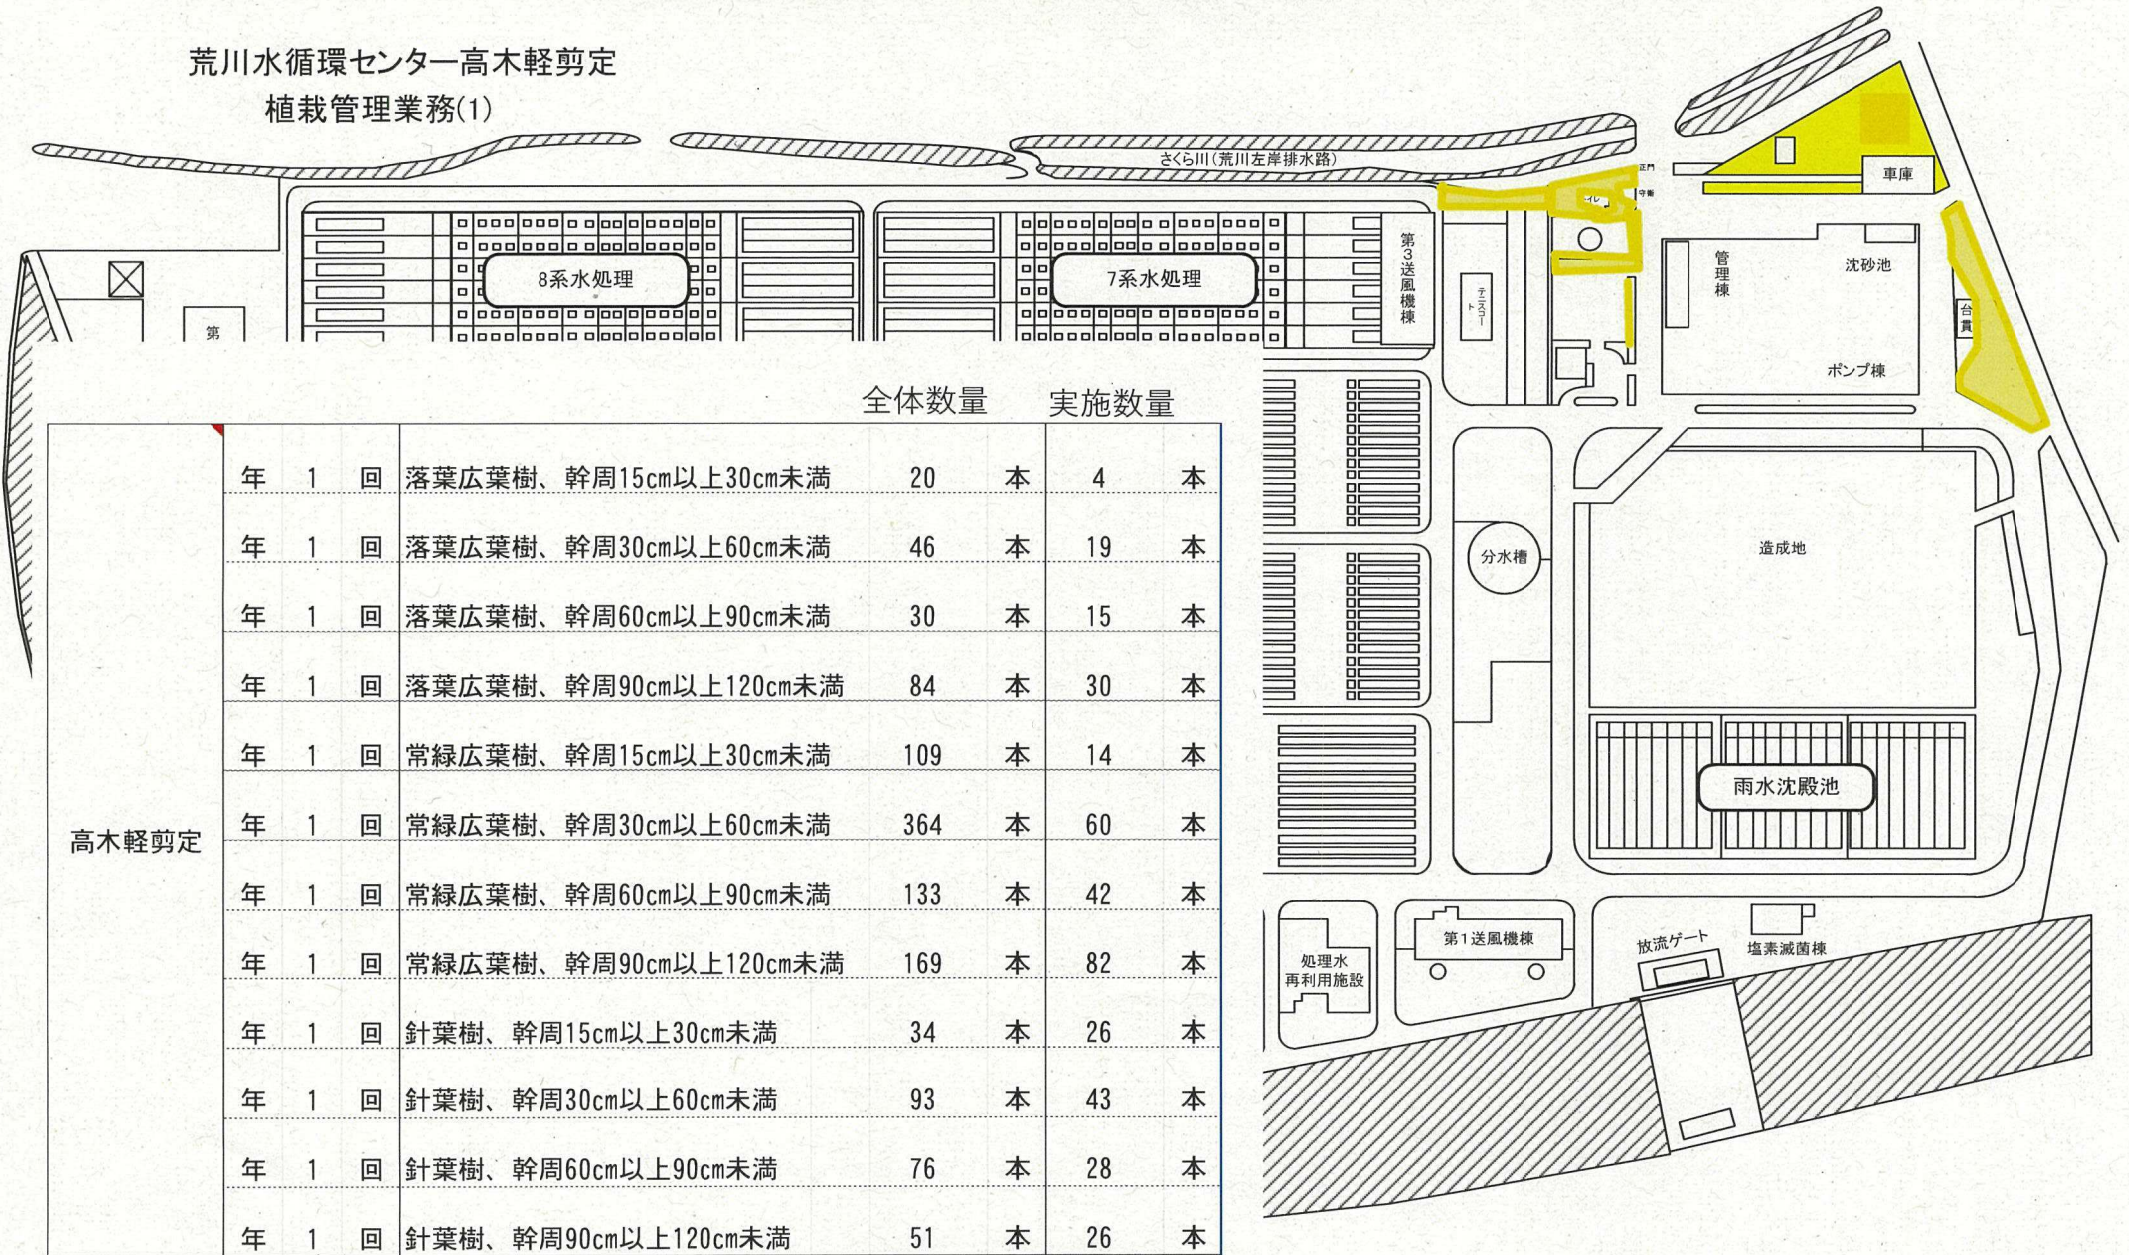 荒川水循環センター高木軽剪定
植栽管理業務(1)
さくら川(荒川左岸排水路)
正門
守衛
車庫
8系水処理
7系水処理
第3送風機棟
テニスコート
管理棟
沈砂池
台貫
ポンプ棟
第
分水槽
造成地
雨水沈殿池
処理水
再利用施設
第1送風機棟
放流ゲート
塩素滅菌棟
全体数量 実施数量
高木軽剪定
年 1 回 落葉広葉樹、幹周15cm以上30cm未満 20 本 4 本
年 1 回 落葉広葉樹、幹周30cm以上60cm未満 46 本 19 本
年 1 回 落葉広葉樹、幹周60cm以上90cm未満 30 本 15 本
年 1 回 落葉広葉樹、幹周90cm以上120cm未満 84 本 30 本
年 1 回 常緑広葉樹、幹周15cm以上30cm未満 109 本 14 本
年 1 回 常緑広葉樹、幹周30cm以上60cm未満 364 本 60 本
年 1 回 常緑広葉樹、幹周60cm以上90cm未満 133 本 42 本
年 1 回 常緑広葉樹、幹周90cm以上120cm未満 169 本 82 本
年 1 回 針葉樹、幹周15cm以上30cm未満 34 本 26 本
年 1 回 針葉樹、幹周30cm以上60cm未満 93 本 43 本
年 1 回 針葉樹、幹周60cm以上90cm未満 76 本 28 本
年 1 回 針葉樹、幹周90cm以上120cm未満 51 本 26 本